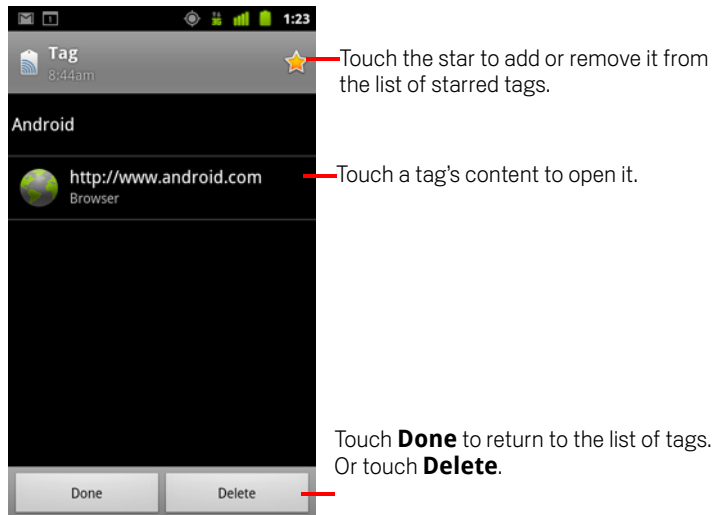 1:23
Tag
8:44am
Touch the star to add or remove it from
the list of starred tags.
Android
http://www.android.com
Browser
Touch a tag’s content to open it.
Touch Done to return to the list of tags.
Or touch Delete.
Done
Delete